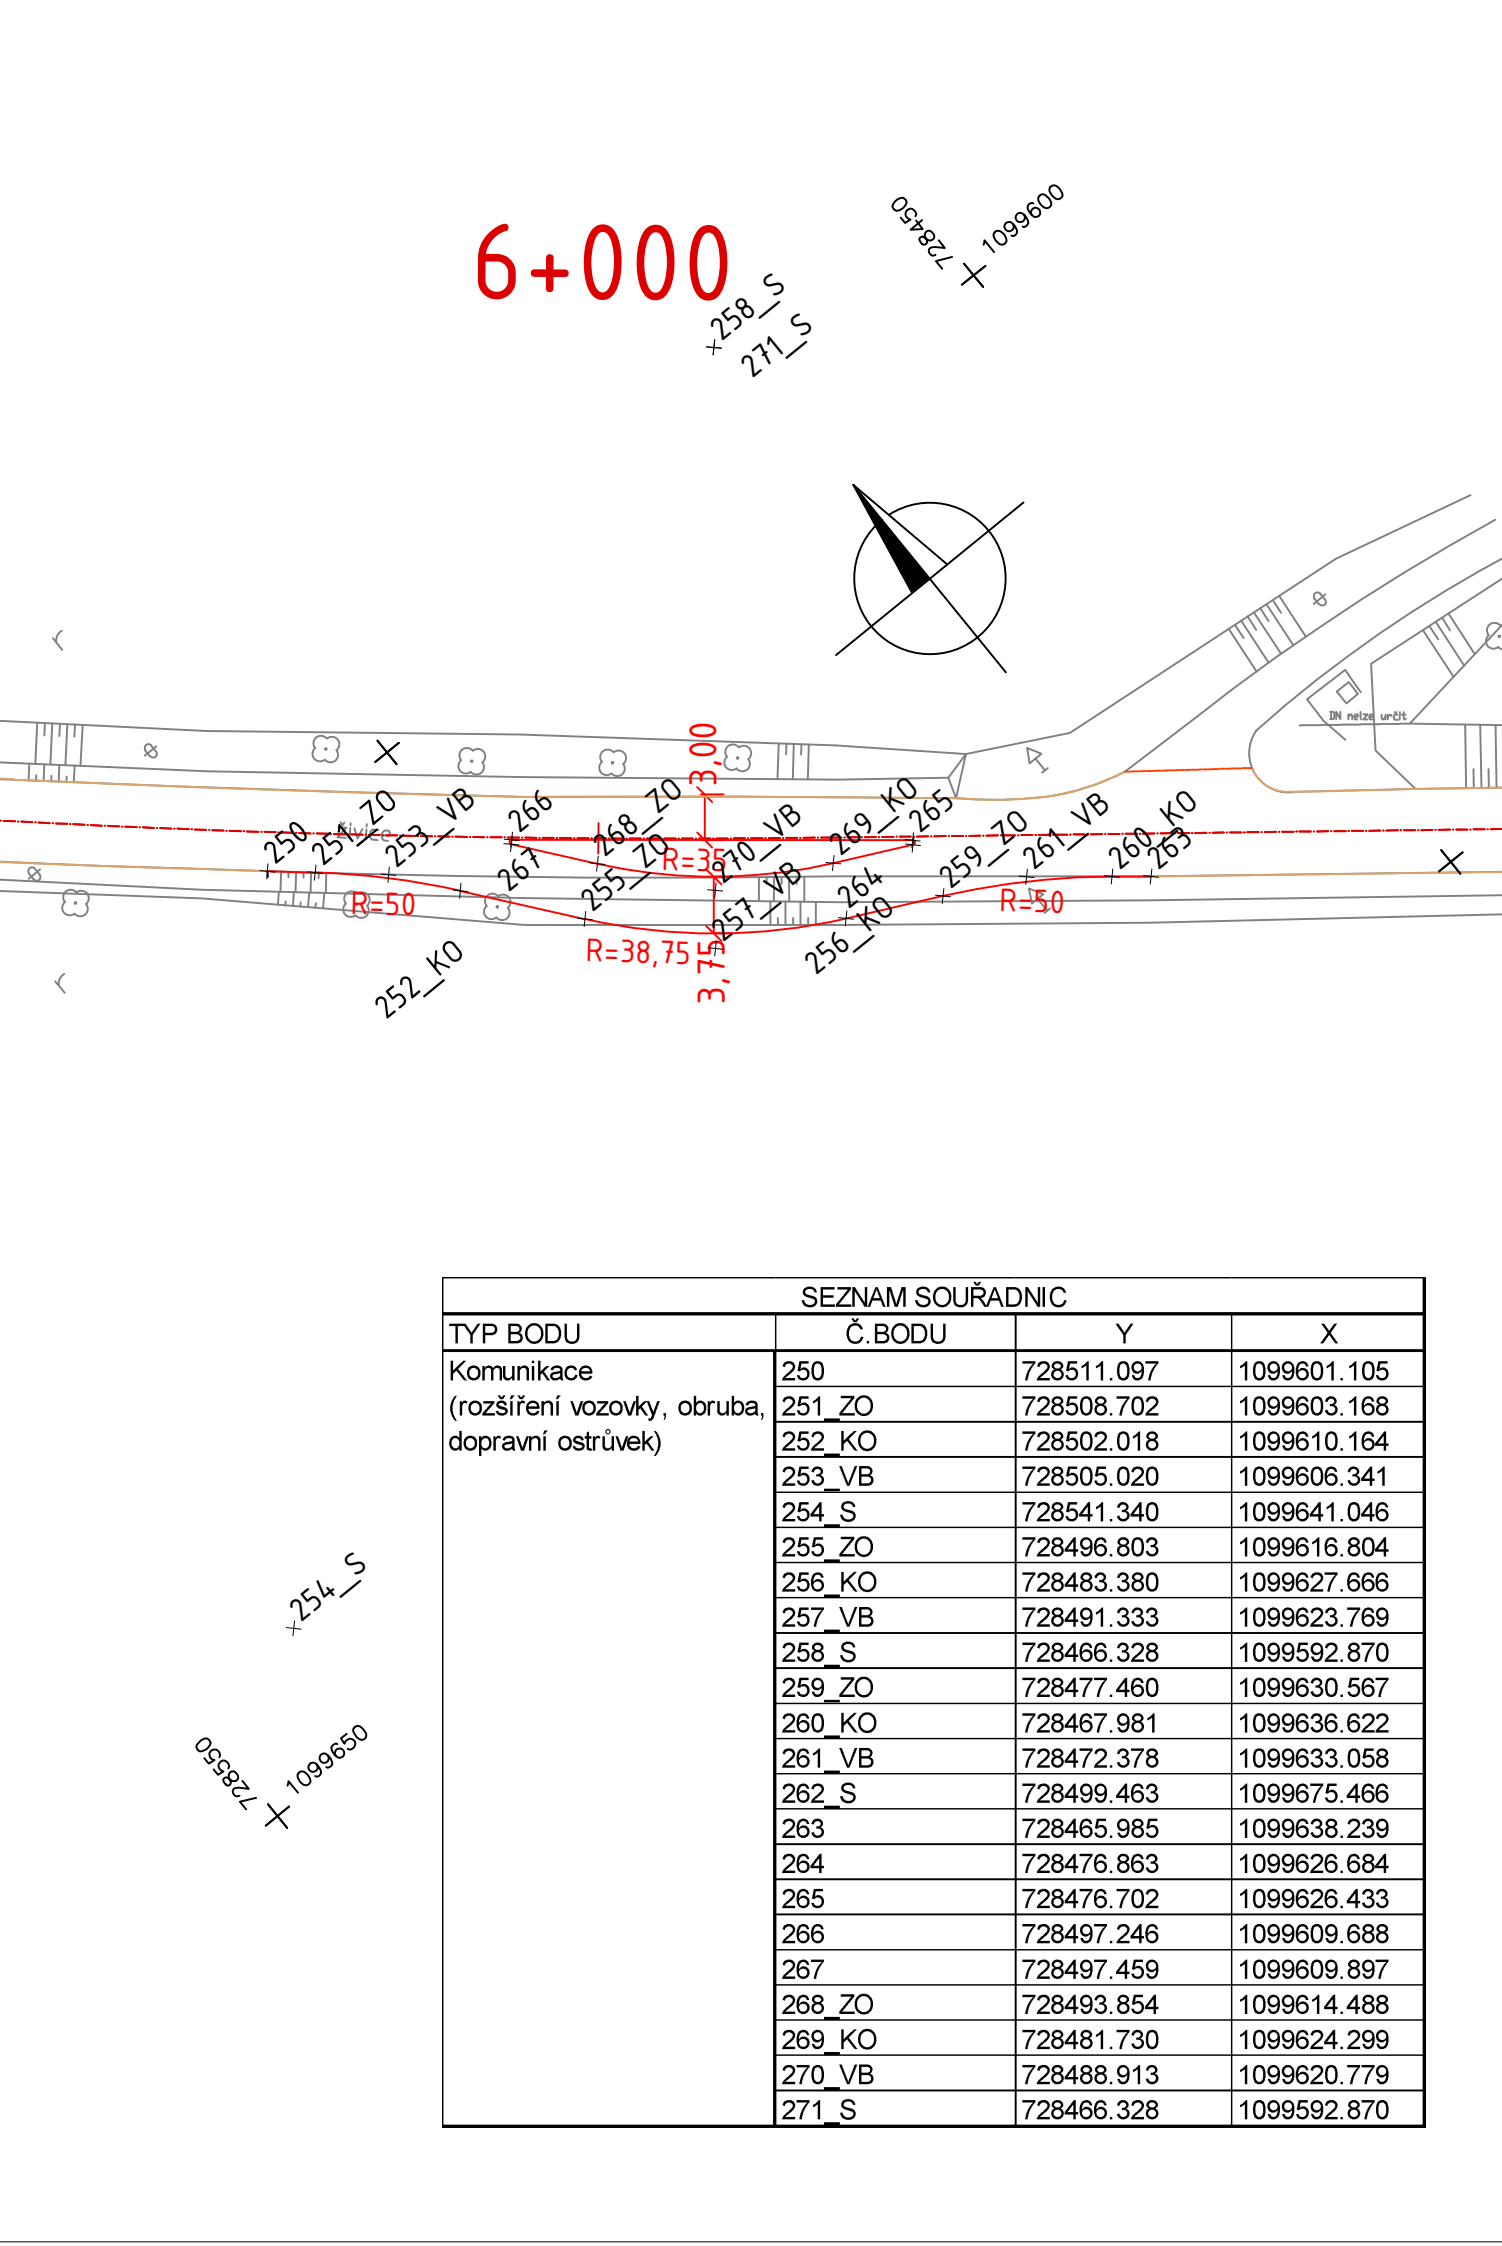 728450
1099600
6+000
258_S
271_S
r
DN nelze určit
3,00
266
268_ZO
269_KO
265
250
251_ZO
živice
253_VB
267
255_ZO
R=35
270_VB
264
259_ZO
261_VB
260_KO
263
R=50
257_VB
256_KO
R=50
R=38,75
3,75
252_KO
r
SEZNAM SOUŘADNIC
TYP BODU Č.BODU Y X
Komunikace 250 728511.097 1099601.105
(rozšíření vozovky, obruba, 251_ZO 728508.702 1099603.168
dopravní ostrůvek) 252_KO 728502.018 1099610.164
253_VB 728505.020 1099606.341
254_S 728541.340 1099641.046
255_ZO 728496.803 1099616.804
256_KO 728483.380 1099627.666
257_VB 728491.333 1099623.769
258_S 728466.328 1099592.870
259_ZO 728477.460 1099630.567
260_KO 728467.981 1099636.622
261_VB 728472.378 1099633.058
262_S 728499.463 1099675.466
263 728465.985 1099638.239
264 728476.863 1099626.684
265 728476.702 1099626.433
266 728497.246 1099609.688
267 728497.459 1099609.897
268_ZO 728493.854 1099614.488
269_KO 728481.730 1099624.299
270_VB 728488.913 1099620.779
271_S 728466.328 1099592.870
254_S
728550
1099650